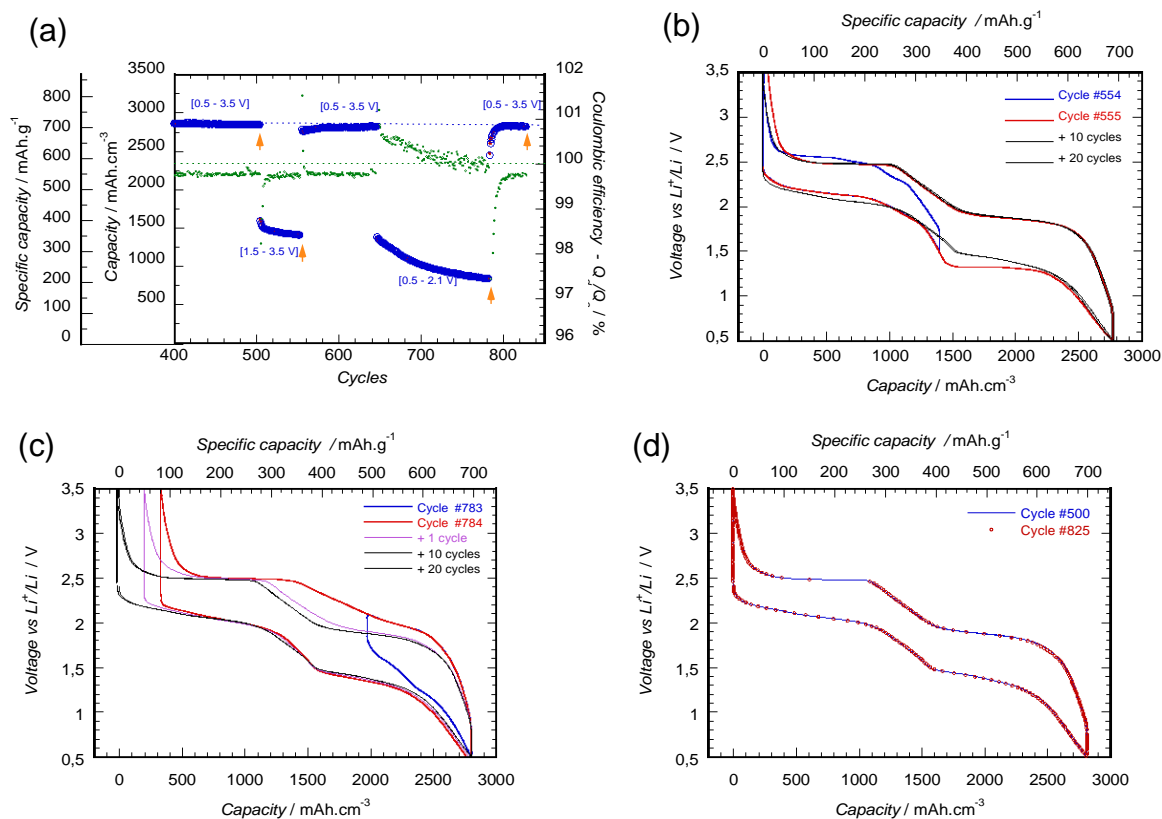 (a)
Specific capacity / mAh.g-1
800
700
600
500
400
300
200
100
0
Capacity / mAh.cm-3
3500
3000
2500
2000
1500
1000
500
[0.5 - 3.5 V]
[0.5 - 3.5 V]
[0.5 - 3.5 V]
[1.5 - 3.5 V]
[0.5 - 2.1 V]
102
101
100
99
98
97
96
Coulombic efficiency - Q /Q / %
400 500 600 700 800
Cycles
(b)
Specific capacity / mAh.g-1
0 100 200 300 400 500 600 700
Voltage vs Li+/Li / V
3,5
3
2.5
2
1.5
1
0,5
Cycle #554
Cycle #555
+ 10 cycles
+ 20 cycles
0 500 1000 1500 2000 2500 3000
Capacity / mAh.cm-3
(c)
Specific capacity / mAh.g-1
0 100 200 300 400 500 600 700
Voltage vs Li+/Li / V
3,5
3
2.5
2
1.5
1
0,5
Cycle #783
Cycle #784
+ 1 cycle
+ 10 cycles
+ 20 cycles
0 500 1000 1500 2000 2500 3000
Capacity / mAh.cm-3
(d)
Specific capacity / mAh.g-1
0 100 200 300 400 500 600 700
Voltage vs Li+/Li / V
3,5
3
2.5
2
1.5
1
0,5
Cycle #500
Cycle #825
0 500 1000 1500 2000 2500 3000
Capacity / mAh.cm-3